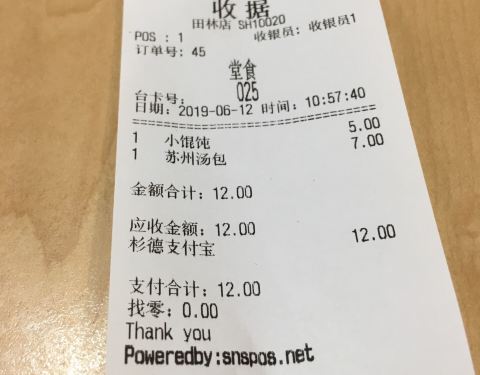 收据
田林店 SH10020
POS : 1 收银员: 收银员1
订单号: 45
堂食
台卡号: 025
日期: 2019-06-12 时间: 10:57:40
================================
1 小馄饨 5.00
1 苏州汤包 7.00
金额合计: 12.00
应收金额: 12.00
杉德支付宝 12.00
支付合计: 12.00
找零: 0.00
Thank you
Poweredby:snspos.net